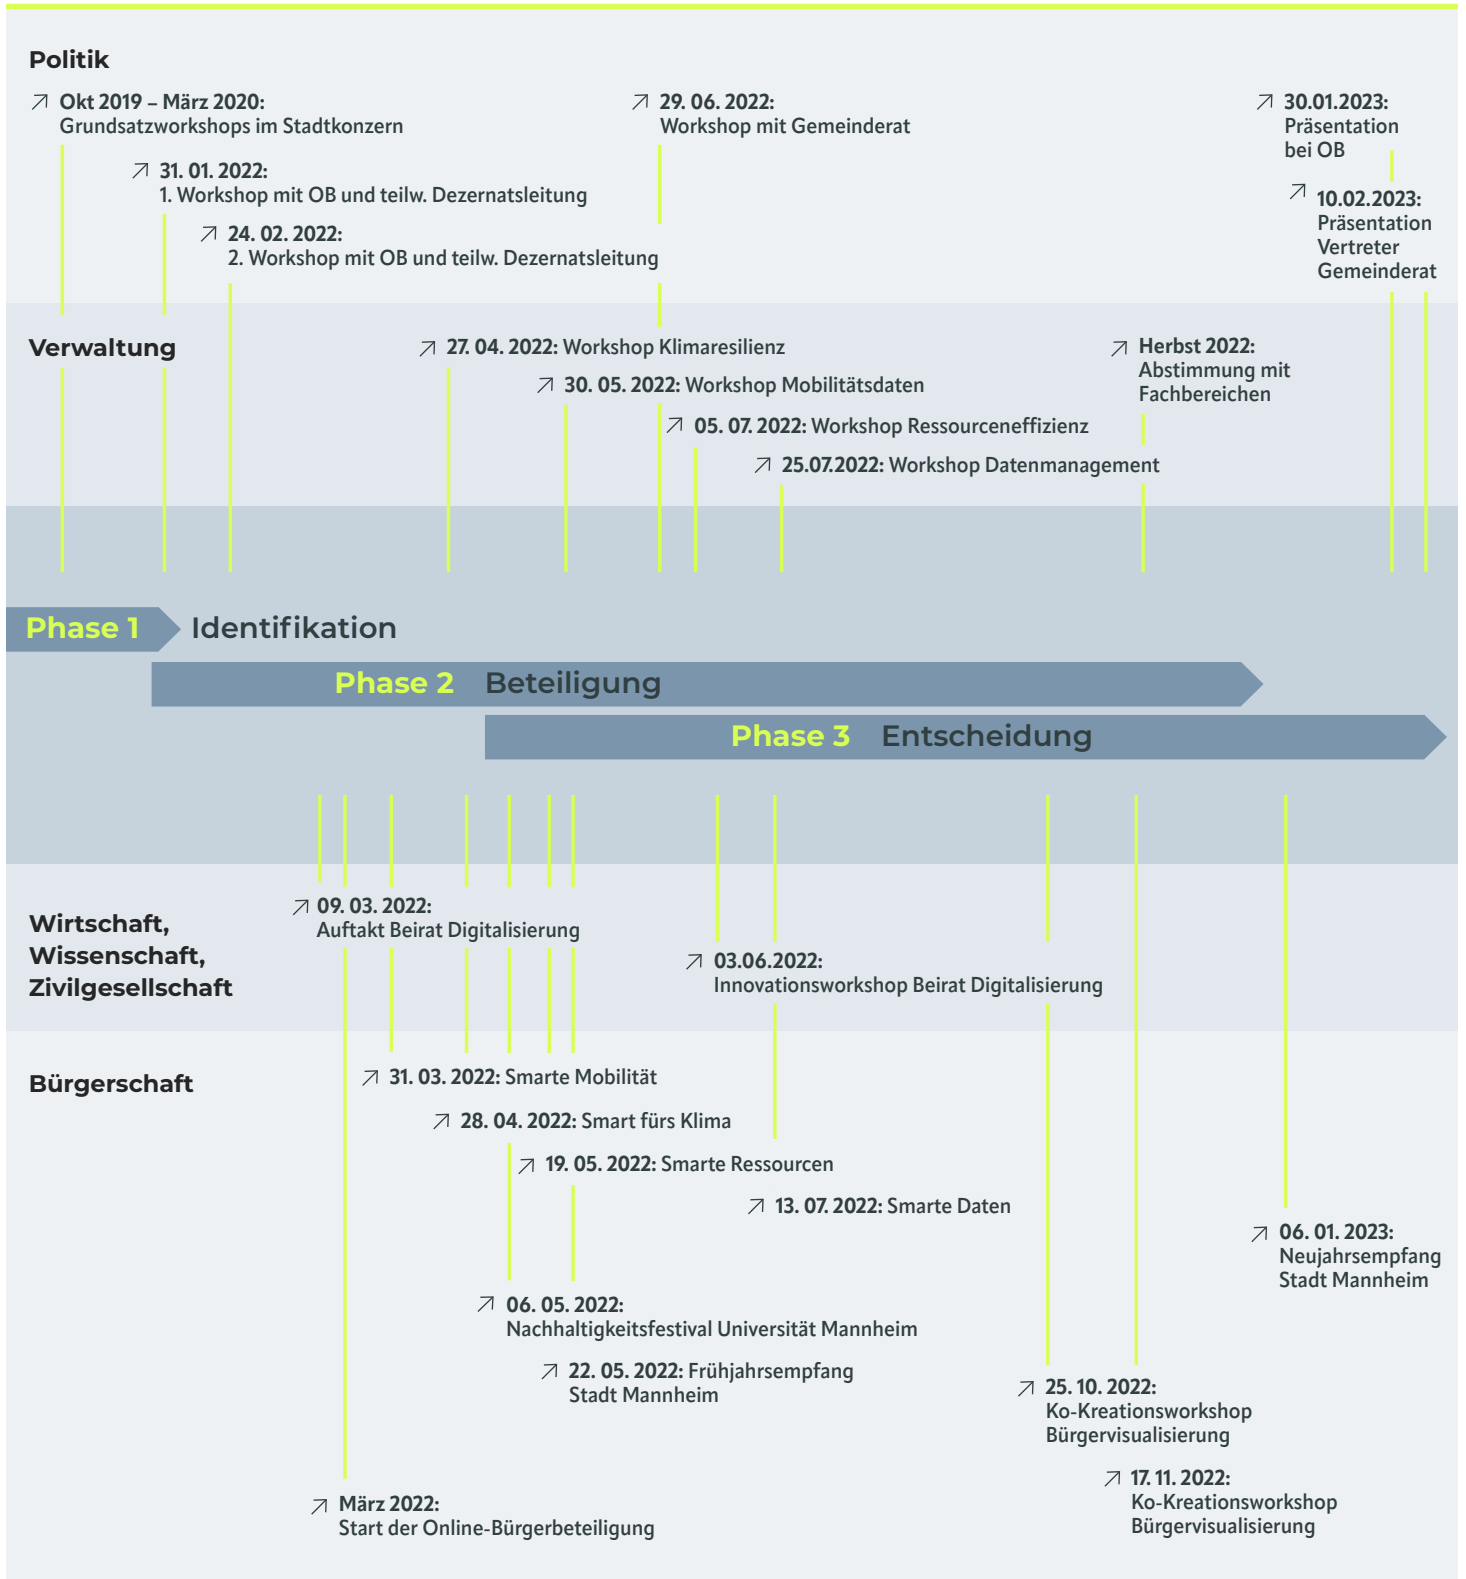 Politik
Okt 2019 – März 2020:
Grundsatzworkshops im Stadtkonzern
31. 01. 2022:
1. Workshop mit OB und teilw. Dezernatsleitung
24. 02. 2022:
2. Workshop mit OB und teilw. Dezernatsleitung
29. 06. 2022:
Workshop mit Gemeinderat
30.01.2023:
Präsentation
bei OB
10.02.2023:
Präsentation
Vertreter
Gemeinderat
Verwaltung
27. 04. 2022: Workshop Klimaresilienz
30. 05. 2022: Workshop Mobilitätsdaten
05. 07. 2022: Workshop Ressourceneffizienz
25.07.2022: Workshop Datenmanagement
Herbst 2022:
Abstimmung mit
Fachbereichen
Phase 1 Identifikation
Phase 2 Beteiligung
Phase 3 Entscheidung
Wirtschaft,
Wissenschaft,
Zivilgesellschaft
09. 03. 2022:
Auftakt Beirat Digitalisierung
03.06.2022:
Innovationsworkshop Beirat Digitalisierung
Bürgerschaft
31. 03. 2022: Smarte Mobilität
28. 04. 2022: Smart fürs Klima
19. 05. 2022: Smarte Ressourcen
13. 07. 2022: Smarte Daten
06. 01. 2023:
Neujahrsempfang
Stadt Mannheim
06. 05. 2022:
Nachhaltigkeitsfestival Universität Mannheim
22. 05. 2022: Frühjahrsempfang
Stadt Mannheim
25. 10. 2022:
Ko-Kreationsworkshop
Bürgervisualisierung
17. 11. 2022:
Ko-Kreationsworkshop
Bürgervisualisierung
März 2022:
Start der Online-Bürgerbeteiligung